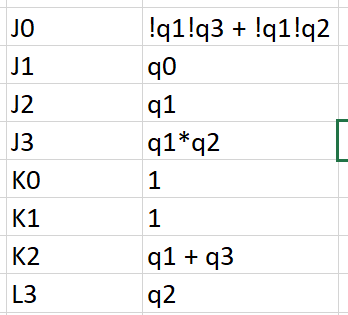 J0 !q1!q3 + !q1!q2
J1 q0
J2 q1
J3 q1*q2
K0 1
K1 1
K2 q1 + q3
L3 q2